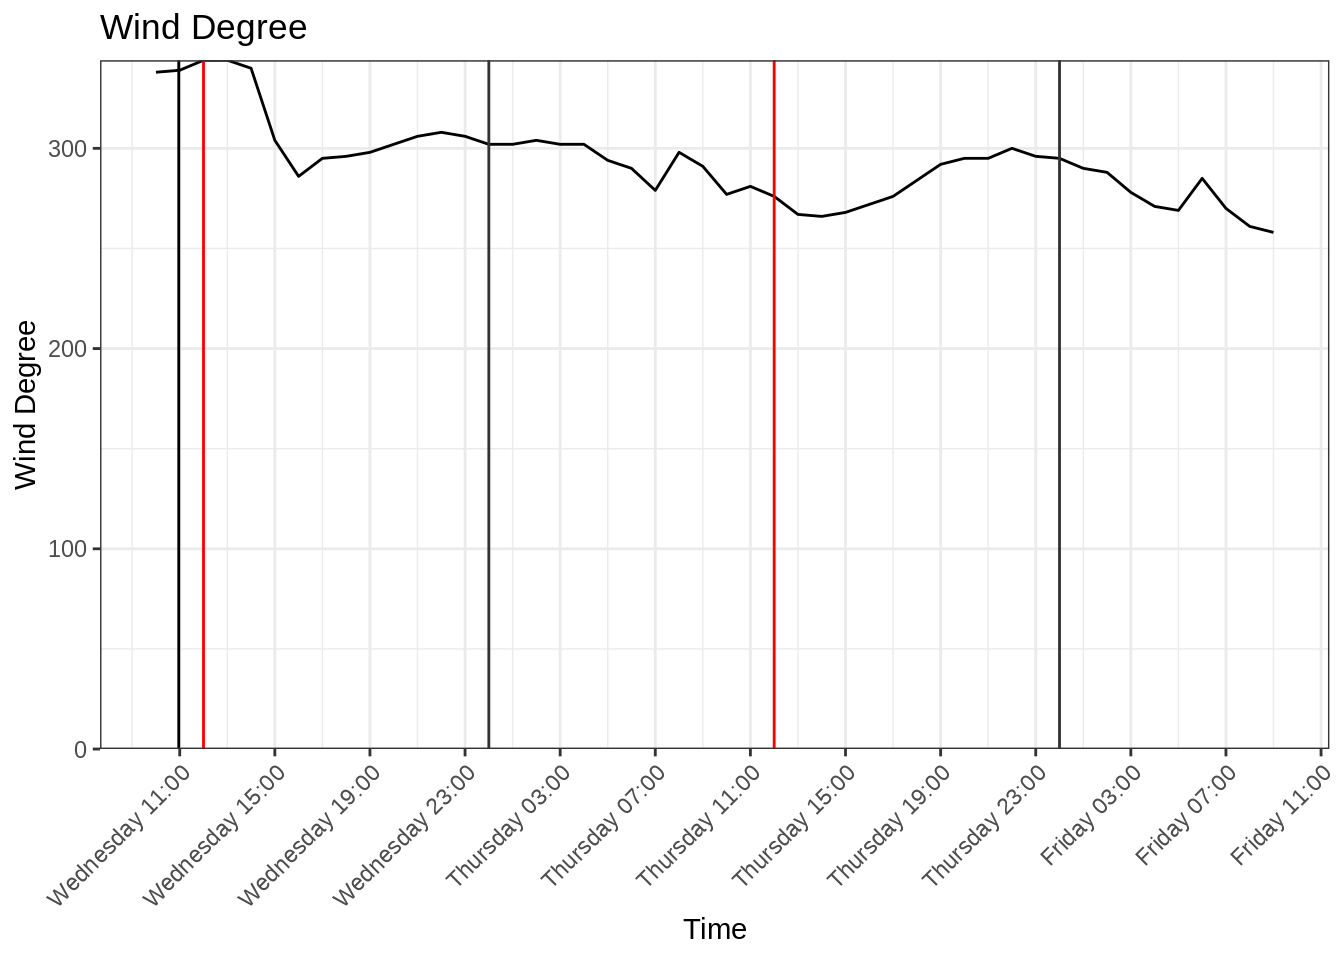 Wind Degree
Wind Degree
300
200
100
0
Wednesday 11:00
Wednesday 15:00
Wednesday 19:00
Wednesday 23:00
Thursday 03:00
Thursday 07:00
Thursday 11:00
Thursday 15:00
Thursday 19:00
Thursday 23:00
Friday 03:00
Friday 07:00
Friday 11:00
Time